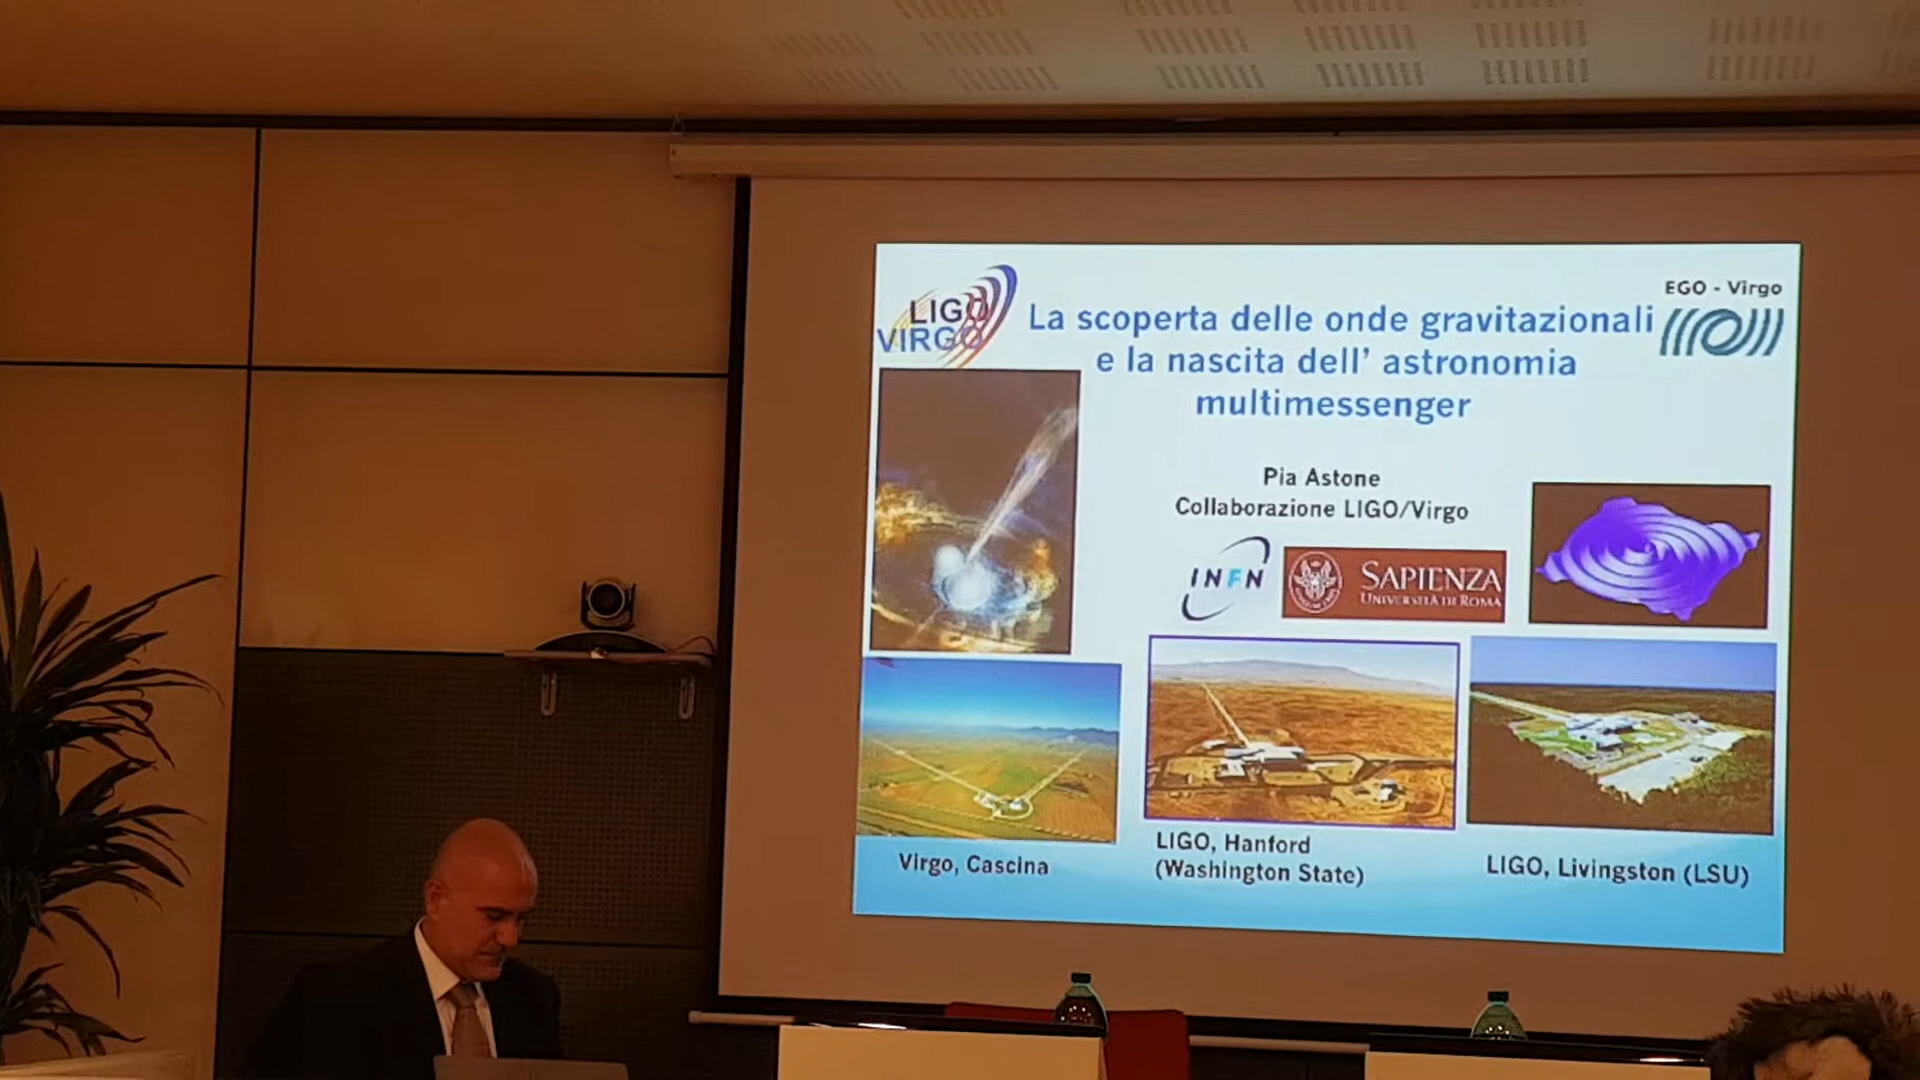 LIGO
VIRGO
EGO - Virgo
La scoperta delle onde gravitazionali
e la nascita dell' astronomia
multimessenger
Pia Astone
Collaborazione LIGO/Virgo
INFN
SAPIENZA
UNIVERSITÀ DI ROMA
Virgo, Cascina
LIGO, Hanford
(Washington State)
LIGO, Livingston (LSU)